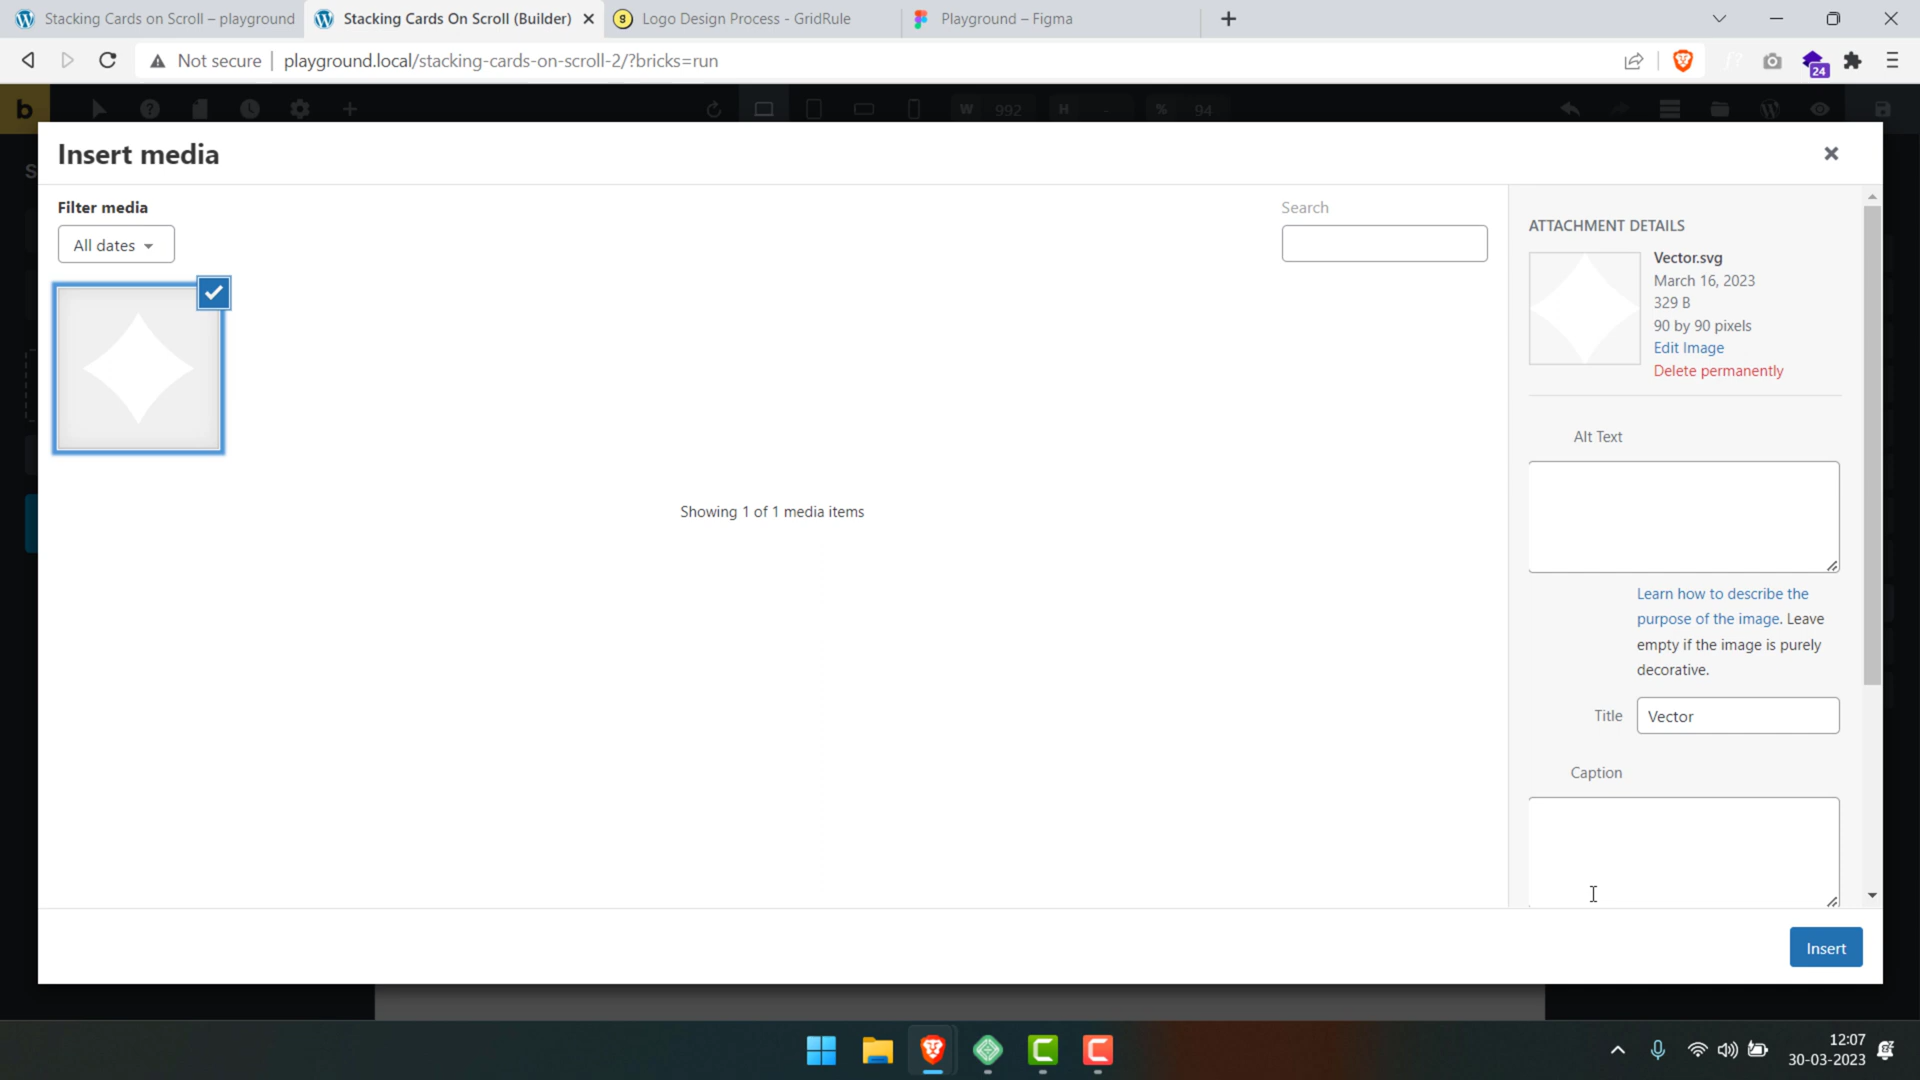 Stacking Cards on Scroll – playground
Stacking Cards On Scroll (Builder)
Logo Design Process - GridRule
Playground – Figma
Not secure
playground.local/stacking-cards-on-scroll-2/?bricks=run
24
b
W 992 H - % 94
Insert media
Filter media
All dates
Search
Showing 1 of 1 media items
ATTACHMENT DETAILS
Vector.svg
March 16, 2023
329 B
90 by 90 pixels
Edit Image
Delete permanently
Alt Text
Learn how to describe the
purpose of the image. Leave
empty if the image is purely
decorative.
Title Vector
Caption
Insert
12:07
30-03-2023